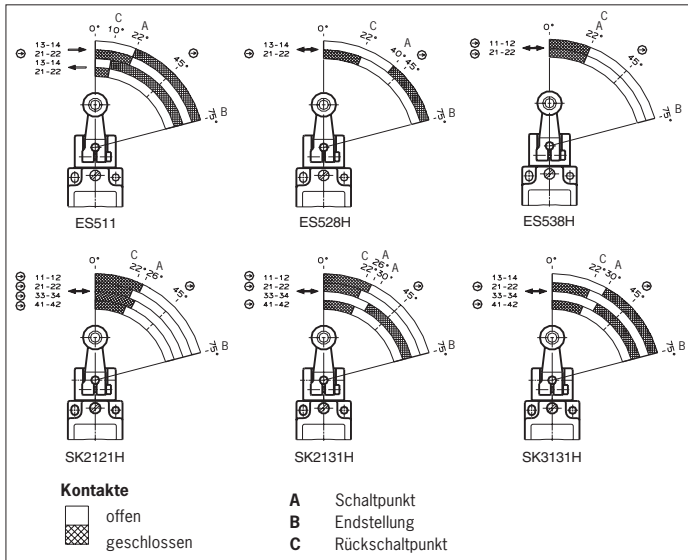 C A
0° 10° 22° 45° 75° B
13-14
21-22
13-14
21-22
ES511
C A
0° 22° 40° 45° 75° B
13-14
21-22
ES528H
C
0° 22° 45° 75° B
11-12
21-22
ES538H
C A
0° 22° 26° 45° 75° B
11-12
21-22
33-34
41-42
SK2121H
C A A
0° 22° 26° 30° 45° 75° B
11-12
21-22
33-34
41-42
SK2131H
C A
0° 22° 30° 45° 75° B
13-14
21-22
33-34
41-42
SK3131H
Kontakte
offen
geschlossen
A Schaltpunkt
B Endstellung
C Rückschaltpunkt